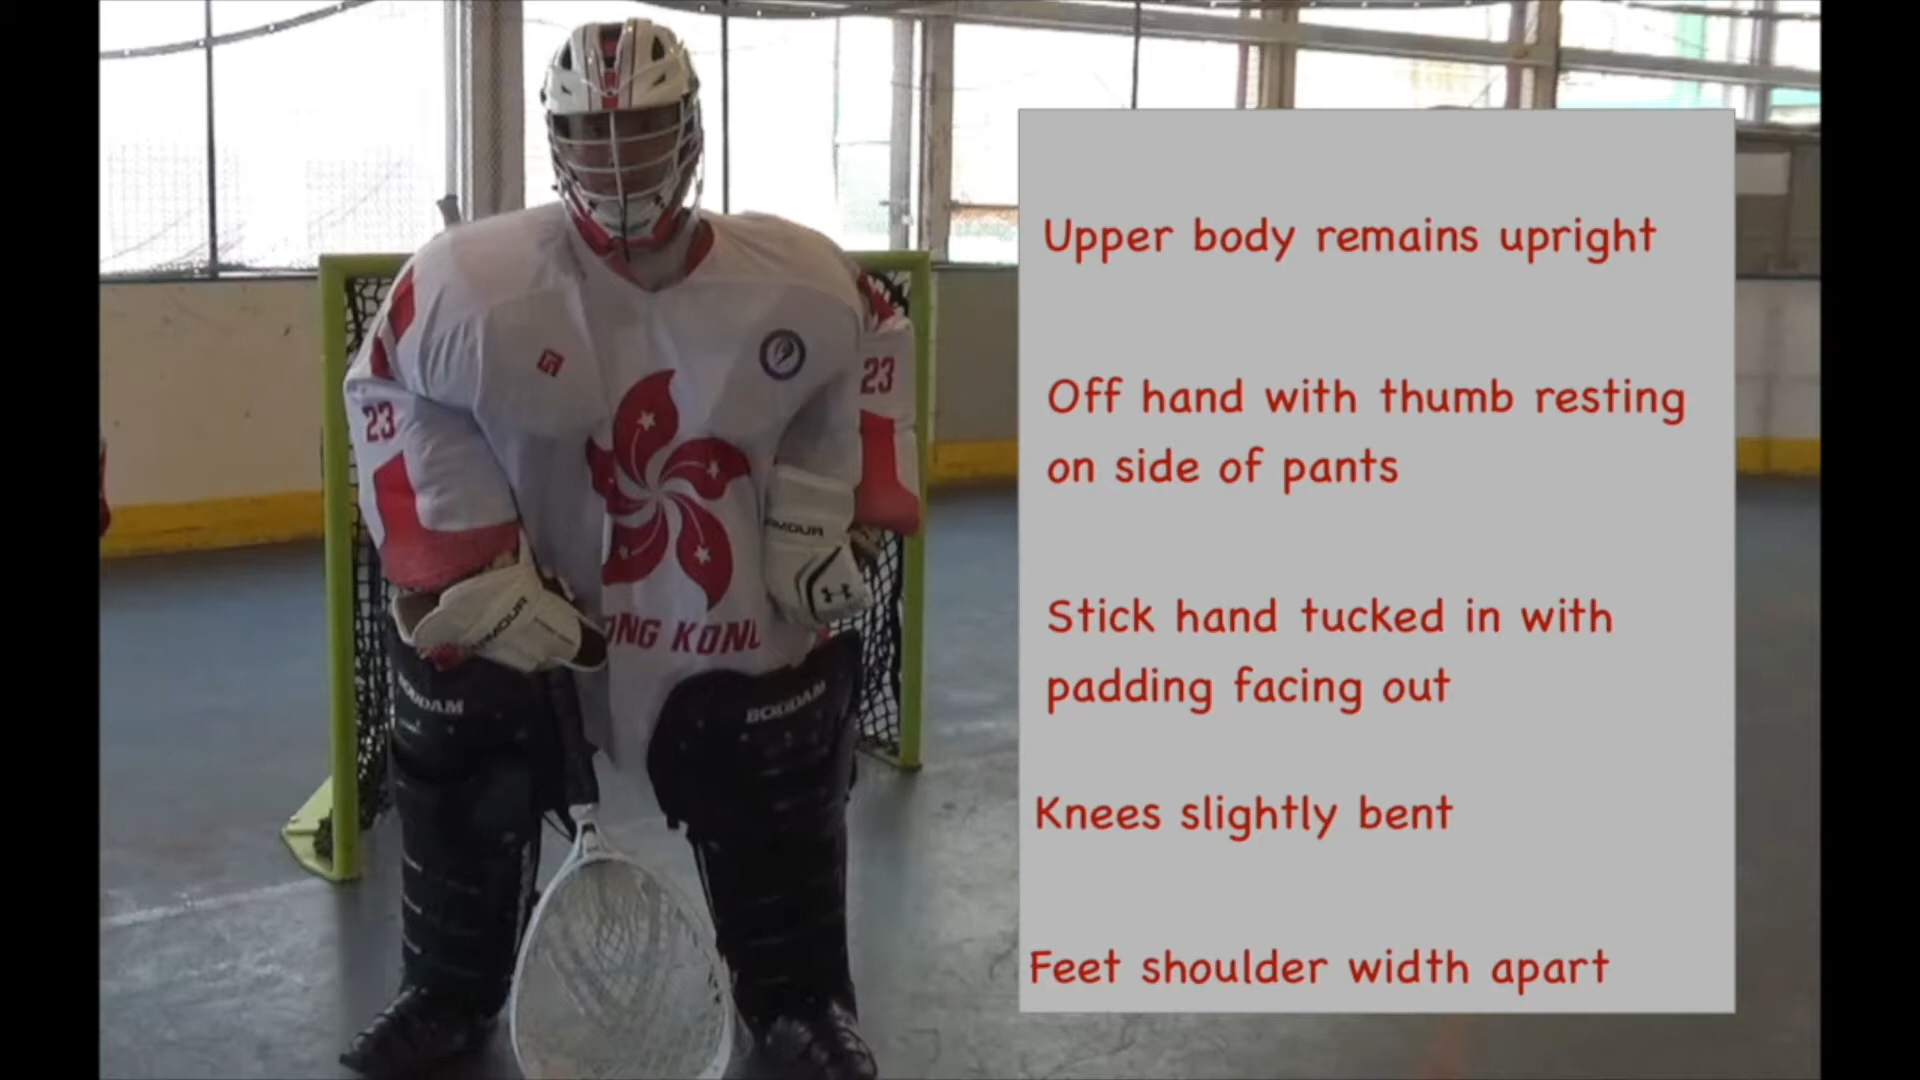 Upper body remains upright
Off hand with thumb resting
on side of pants
Stick hand tucked in with
padding facing out
Knees slightly bent
Feet shoulder width apart
23
23
ARMOUR
ARMOUR
HONG KONG
BODDAM
BODDAM